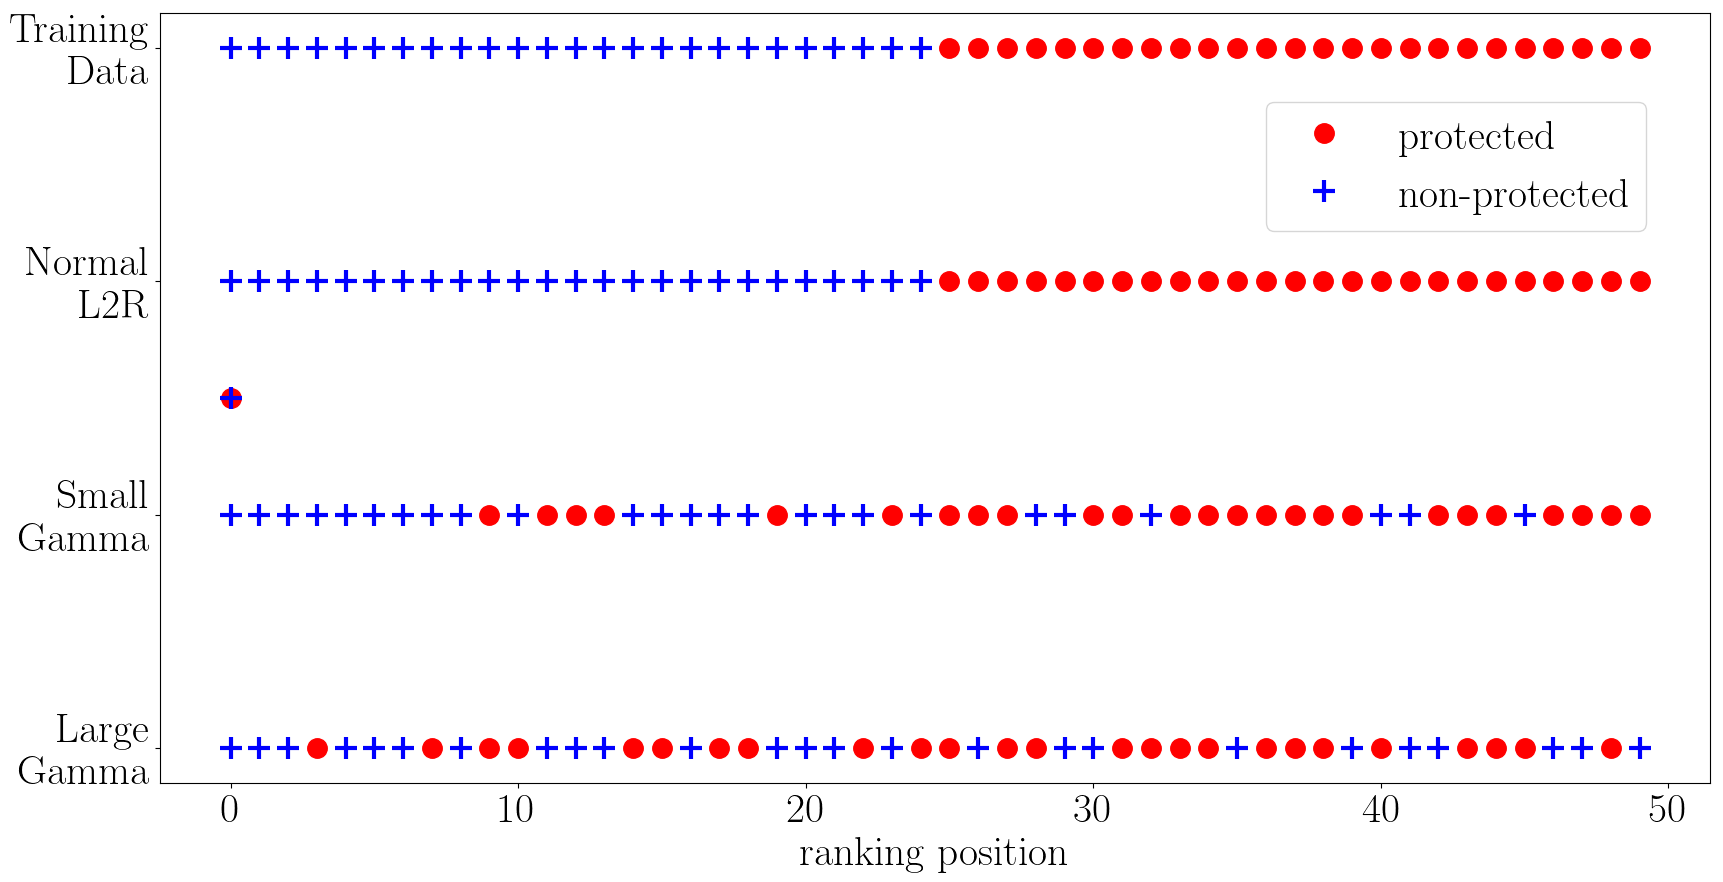 Training
Data
protected
non-protected
Normal
L2R
Small
Gamma
Large
Gamma
0 10 20 30 40 50
ranking position